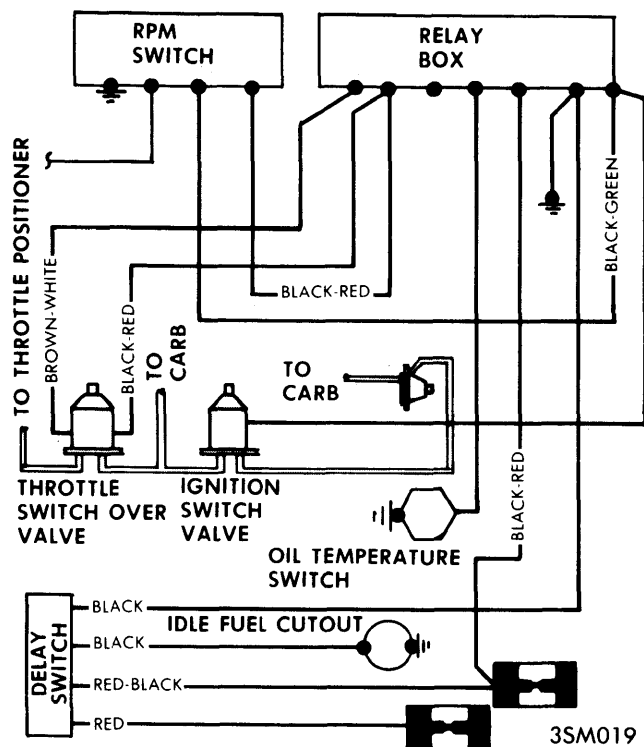 RPM
SWITCH
RELAY
BOX
TO THROTTLE POSITIONER
BROWN-WHITE
BLACK-RED
TO
CARB
BLACK-RED
BLACK-GREEN
TO
CARB
THROTTLE
SWITCH OVER
VALVE
IGNITION
SWITCH
VALVE
OIL TEMPERATURE
SWITCH
BLACK-RED
DELAY
SWITCH
BLACK
IDLE FUEL CUTOUT
BLACK
RED-BLACK
RED
3SM019